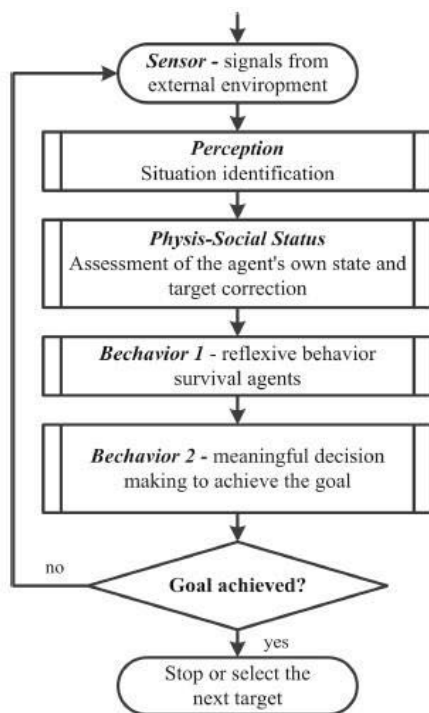 Sensor - signals from
external enviropment
Perception
Situation identification
Physis-Social Status
Assessment of the agent's own state and
target correction
Bechavior 1 - reflexive behavior
survival agents
Bechavior 2 - meaningful decision
making to achieve the goal
no
Goal achieved?
yes
Stop or select the
next target